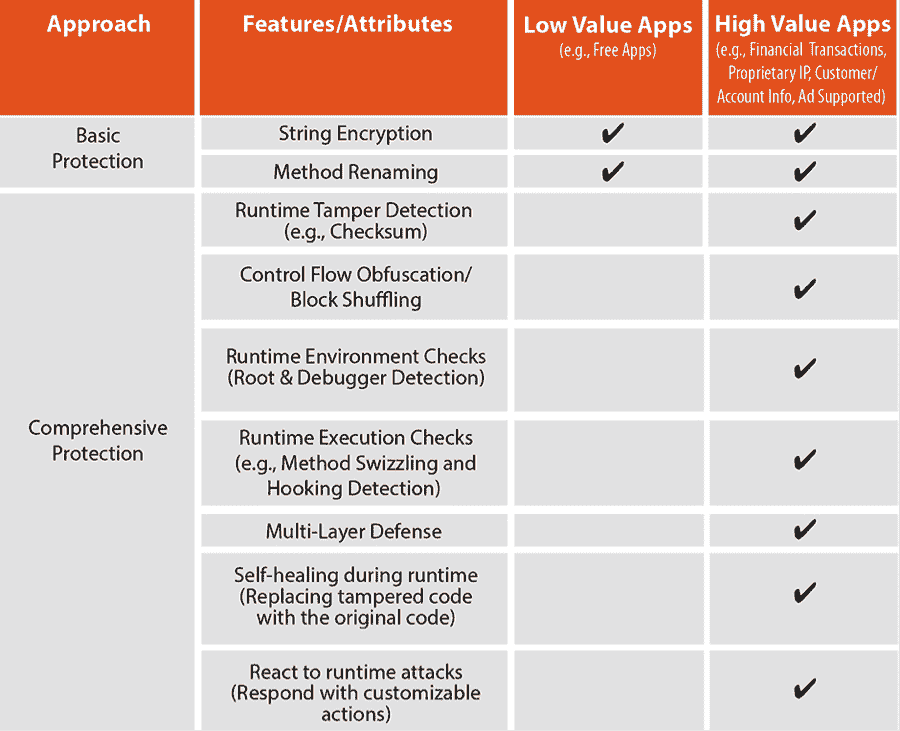 Approach
Features/Attributes
Low Value Apps
(e.g., Free Apps)
High Value Apps
(e.g., Financial Transactions,
Proprietary IP, Customer/
Account Info, Ad Supported)
Basic
Protection
String Encryption
✔
✔
Method Renaming
✔
✔
Comprehensive
Protection
Runtime Tamper Detection
(e.g., Checksum)
✔
Control Flow Obfuscation/
Block Shuffling
✔
Runtime Environment Checks
(Root & Debugger Detection)
✔
Runtime Execution Checks
(e.g., Method Swizzling and
Hooking Detection)
✔
Multi-Layer Defense
✔
Self-healing during runtime
(Replacing tampered code
with the original code)
✔
React to runtime attacks
(Respond with customizable
actions)
✔